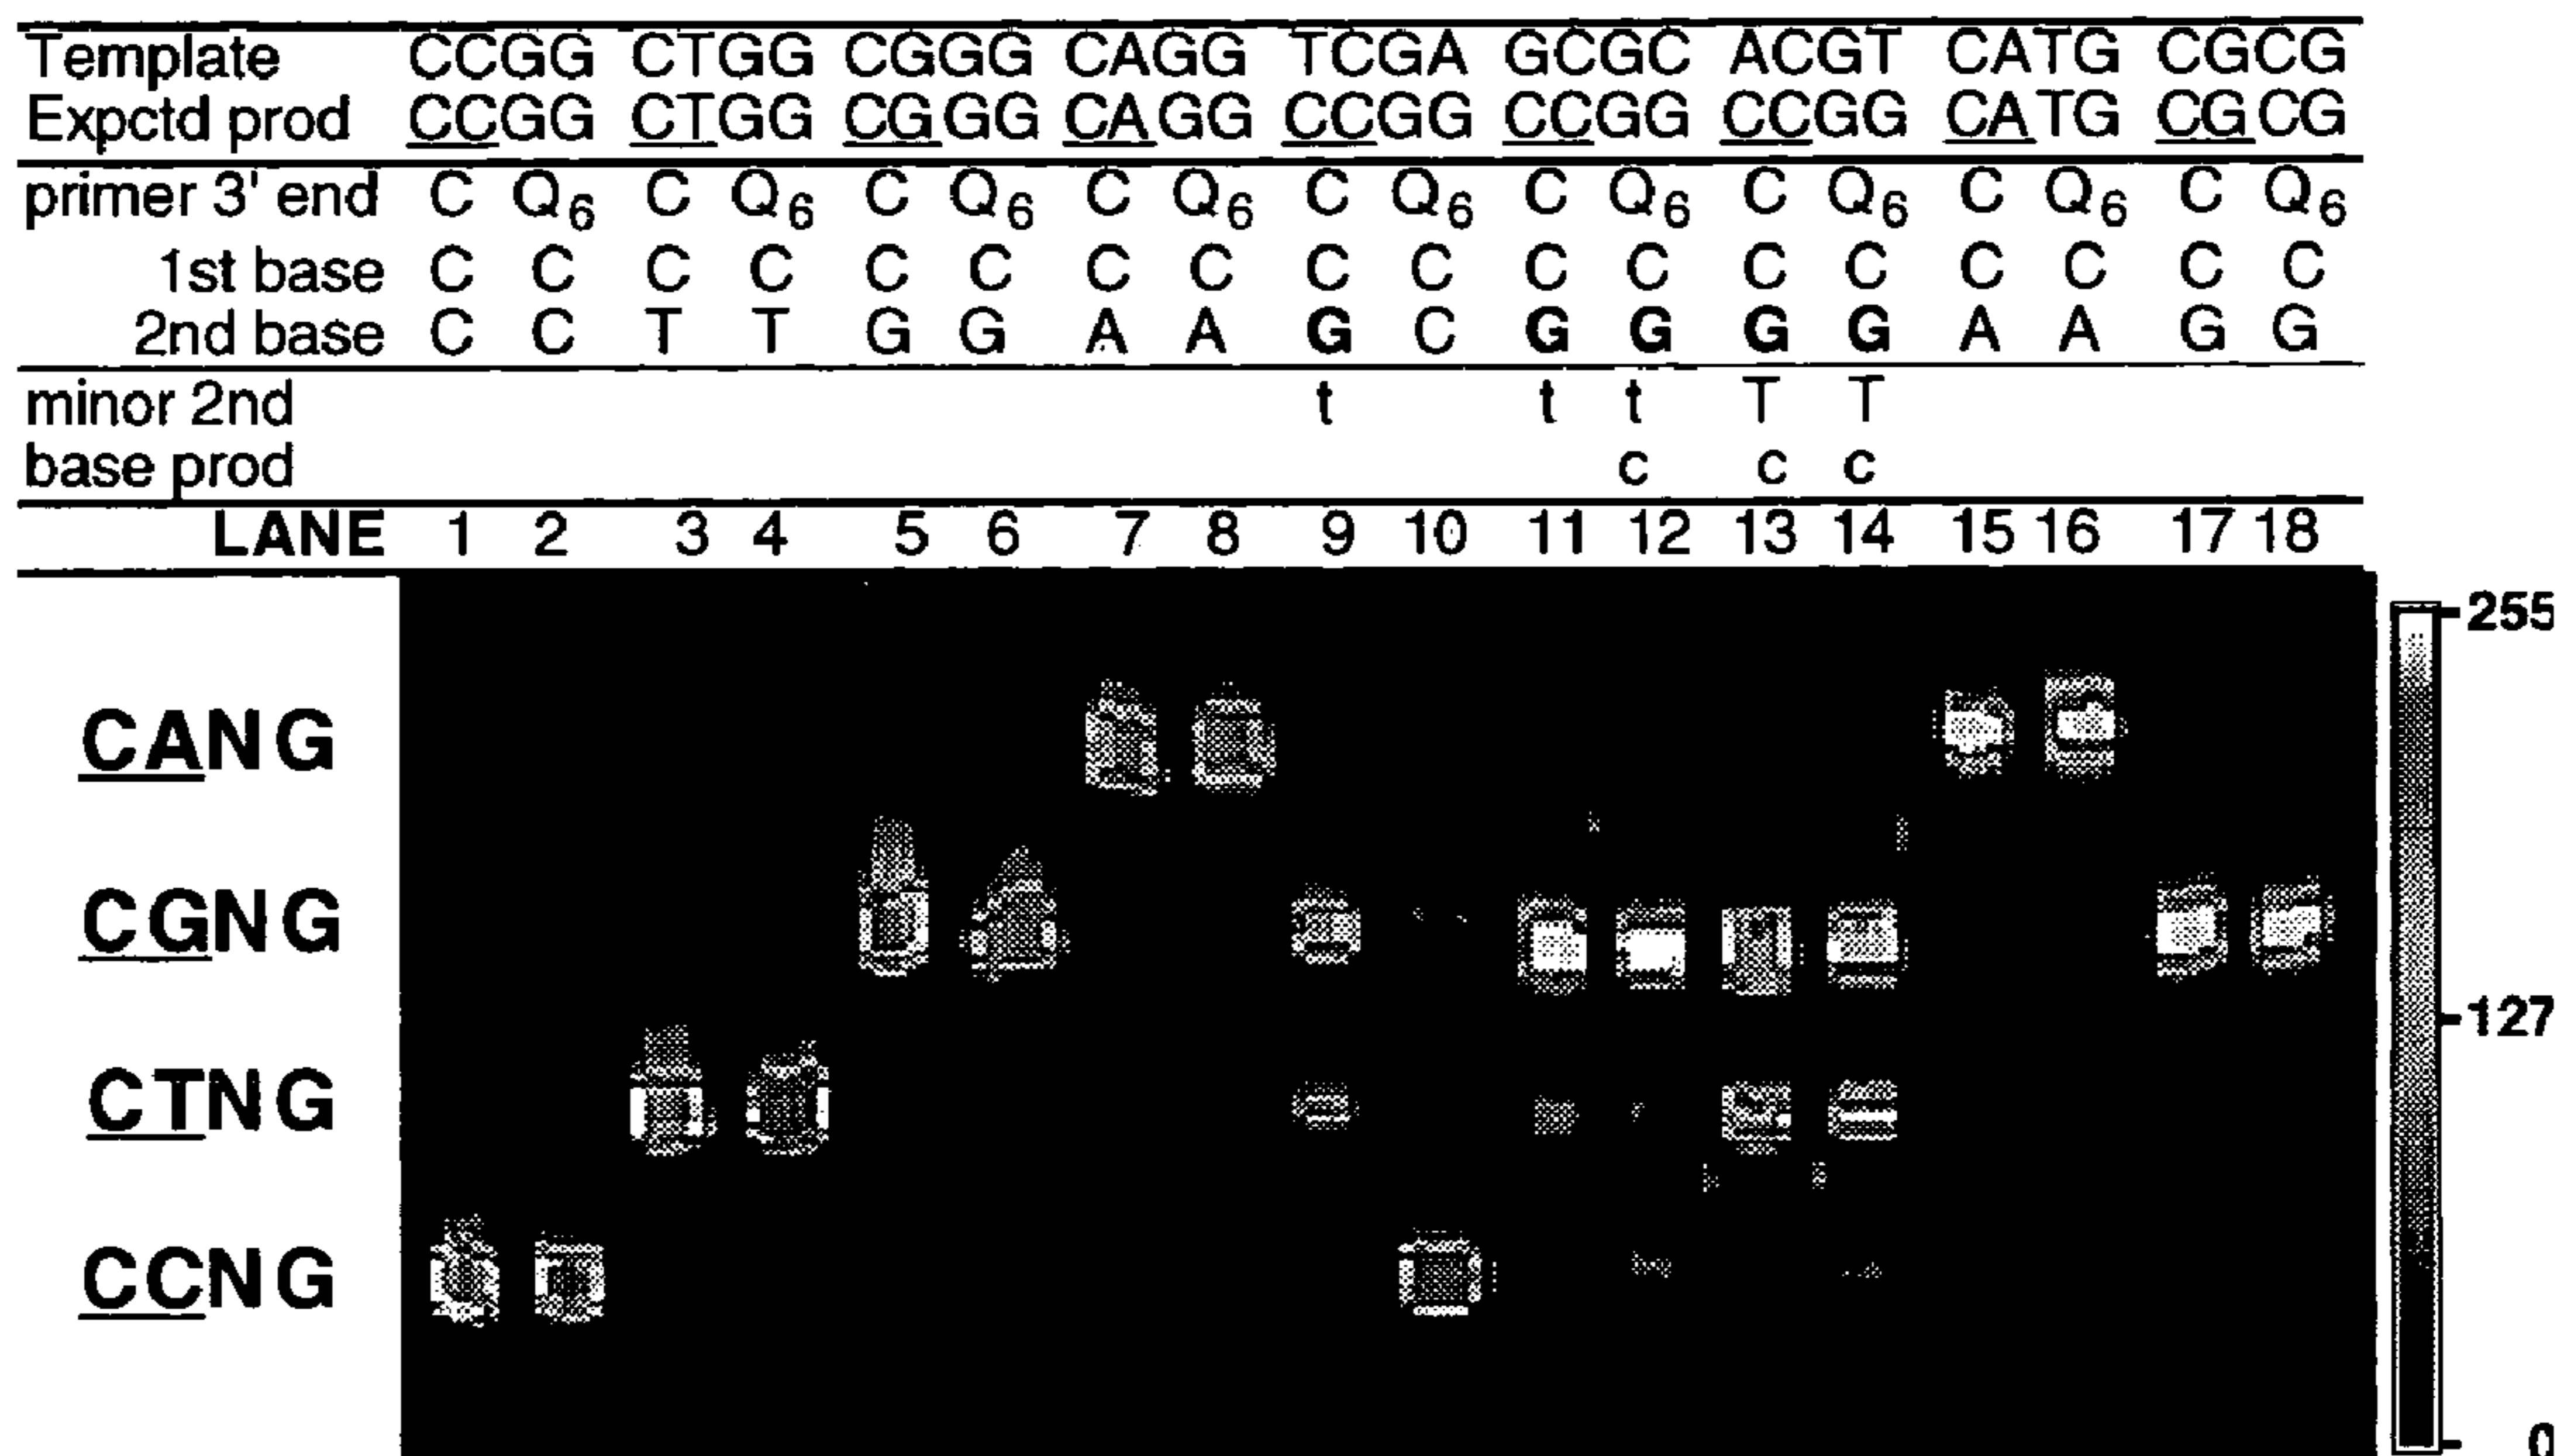 Template CCGG CTGG CGGG CAGG TCGA GCGC ACGT CATG CGCG
Expctd prod CCGG CTGG CGGG CAGG CCGG CCGG CCGG CATG CGCG
primer 3' end C Q6 C Q6 C Q6 C Q6 C Q6 C Q6 C Q6 C Q6 C Q6
1st base C C C C C C C C C C C C C C C C C C
2nd base C C T T G G A A G C G G G G A A G G
minor 2nd t t t T T
base prod c c c
LANE 1 2 3 4 5 6 7 8 9 10 11 12 13 14 15 16 17 18
255
CANG
CGNG
127
CTNG
CCNG
0